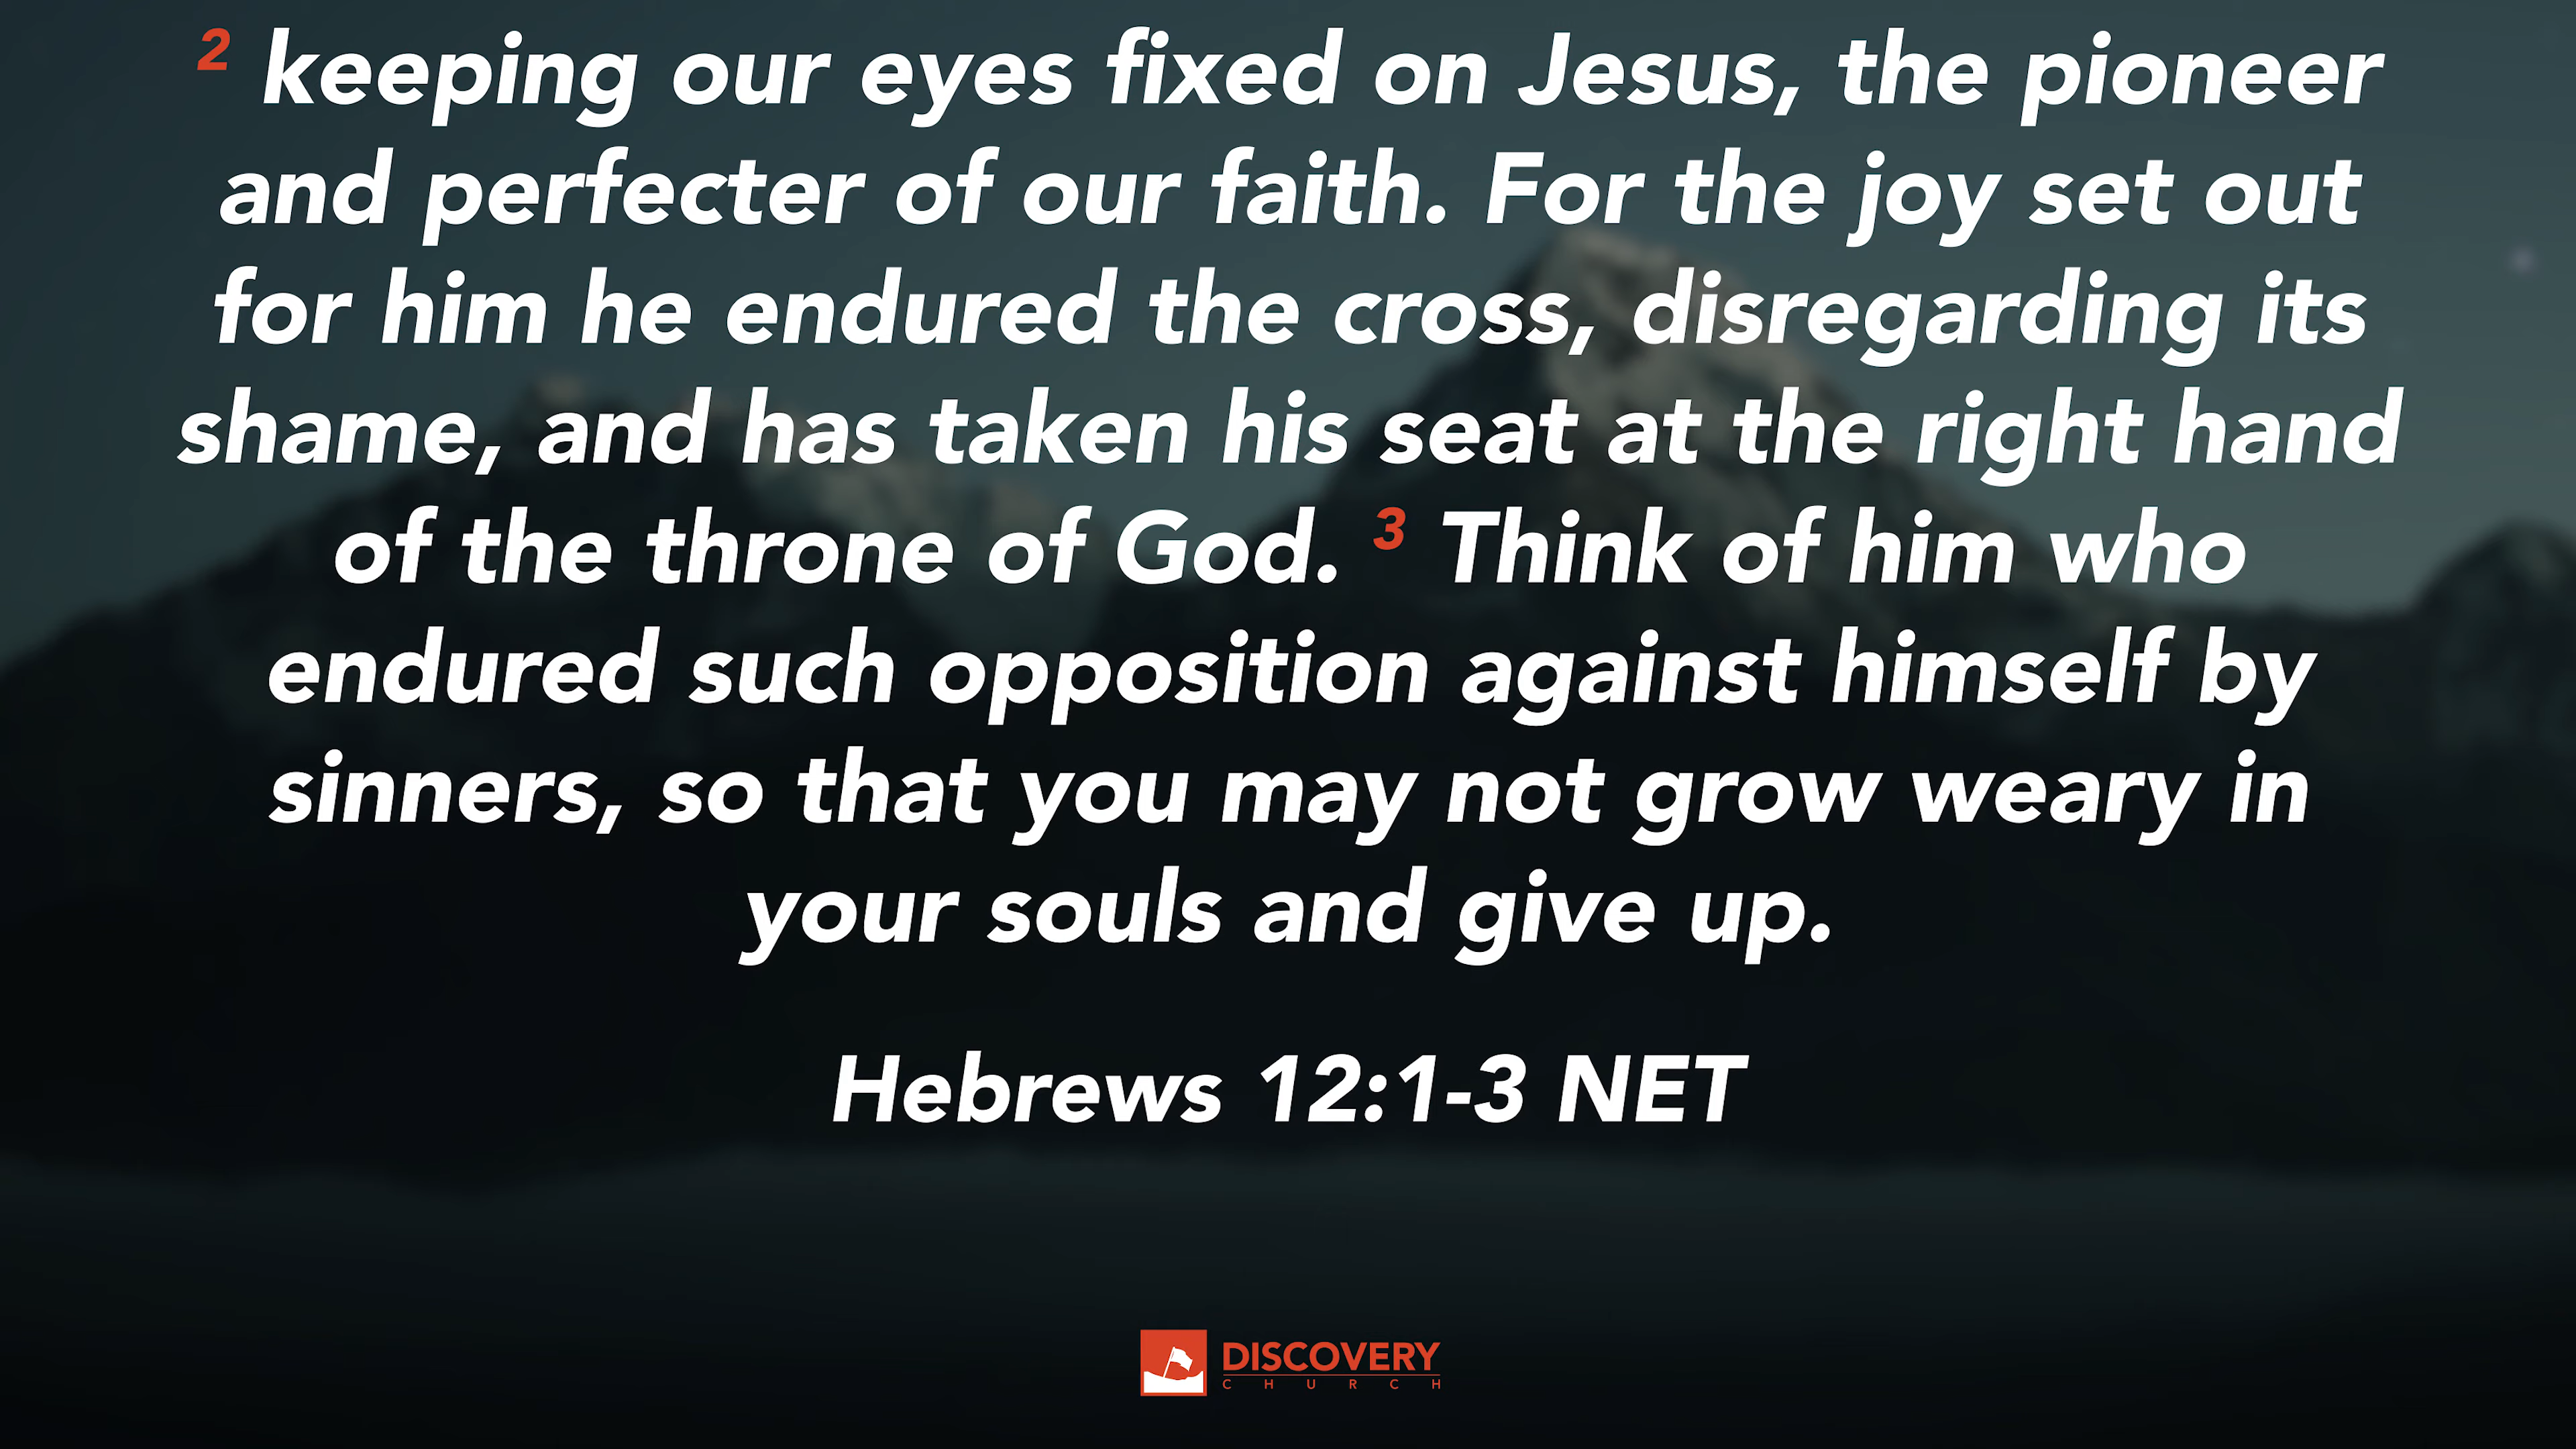 2 keeping our eyes fixed on Jesus, the pioneer
and perfecter of our faith. For the joy set out
for him he endured the cross, disregarding its
shame, and has taken his seat at the right hand
of the throne of God. 3 Think of him who
endured such opposition against himself by
sinners, so that you may not grow weary in
your souls and give up.
Hebrews 12:1-3 NET
DISCOVERY
CHURCH